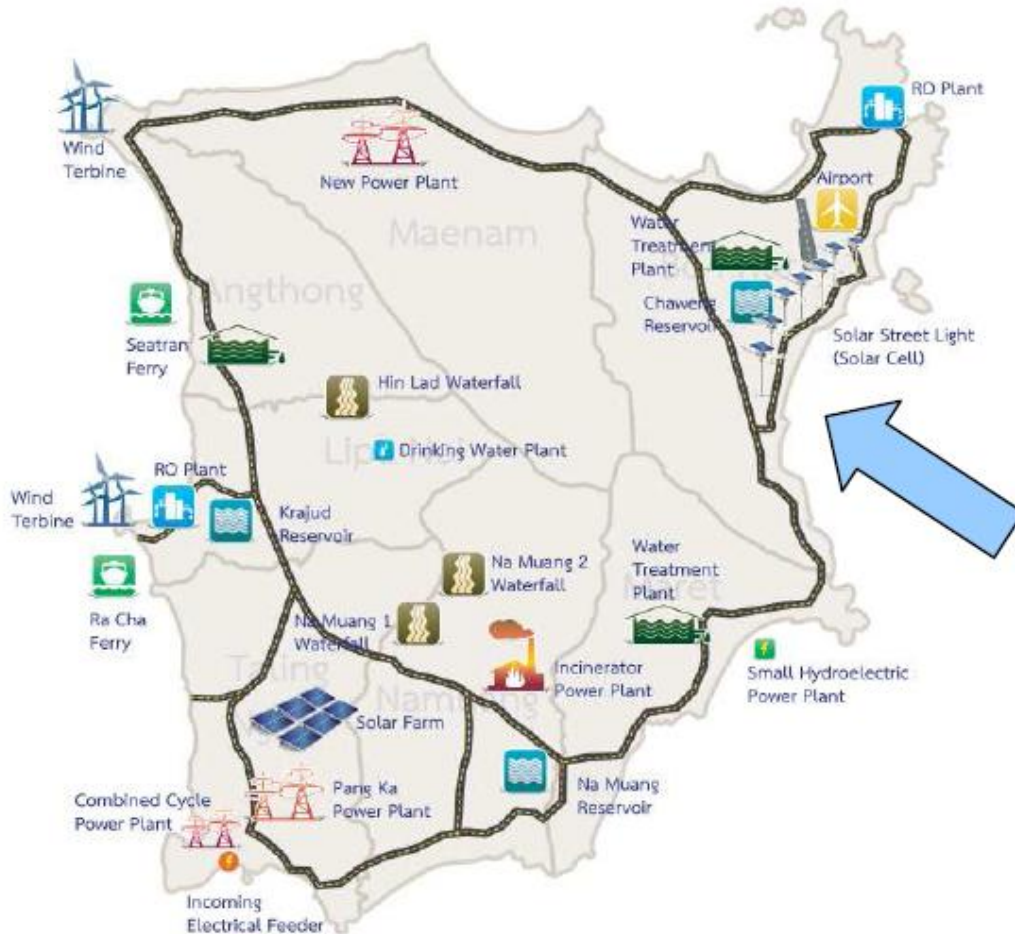 RO Plant
Wind
Terbine
New Power Plant
Airport
Maenam
Water
Treatment
Plant
Angthong
Chaweng
Reservoir
Seatran
Ferry
Solar Street Light
(Solar Cell)
Hin Lad Waterfall
Drinking Water Plant
RO Plant
Wind
Terbine
Krajud
Reservoir
Water
Treatment
Plant
Na Muang 2
Waterfall
Ra Cha
Ferry
Na Muang 1
Waterfall
Incinerator
Power Plant
Small Hydroelectric
Power Plant
Solar Farm
Pang Ka
Power Plant
Combined Cycle
Power Plant
Na Muang
Reservoir
Incoming
Electrical Feeder